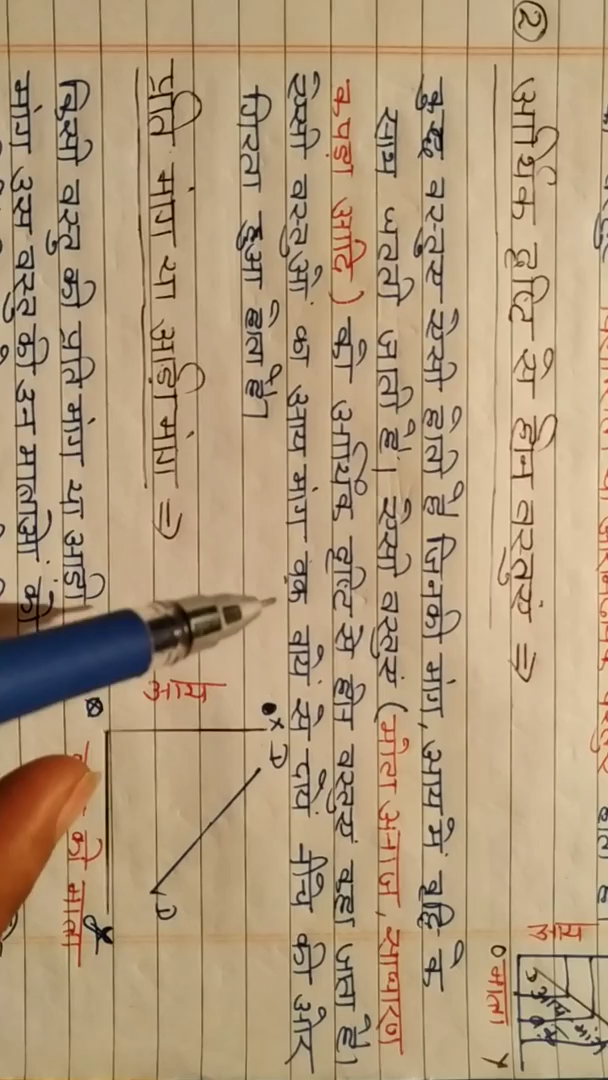 ② आर्थिक दृष्टि से हीन वस्तुएं ⇒
कुछ वस्तुएं ऐसी होती हैं जिनकी मांग, आय में वृद्धि के
साथ घटती जाती हैं। ऐसी वस्तुएं (मोटा अनाज, साधारण
कपड़ा आदि) की आर्थिक दृष्टि से हीन वस्तुएं कहा जाता हैं।
ऐसी वस्तुओं का आय मांग वक्र बायें से दायें नीचे की ओर
गिरता हुआ होता हैं।
प्रति मांग या आड़ी मांग ⇒
किसी वस्तु की प्रति मांग या आड़ी
मांग उस वस्तु की उन मात्राओं को
मूल्य
मात्रा
O
Y
X
D
D
की मात्रा
X